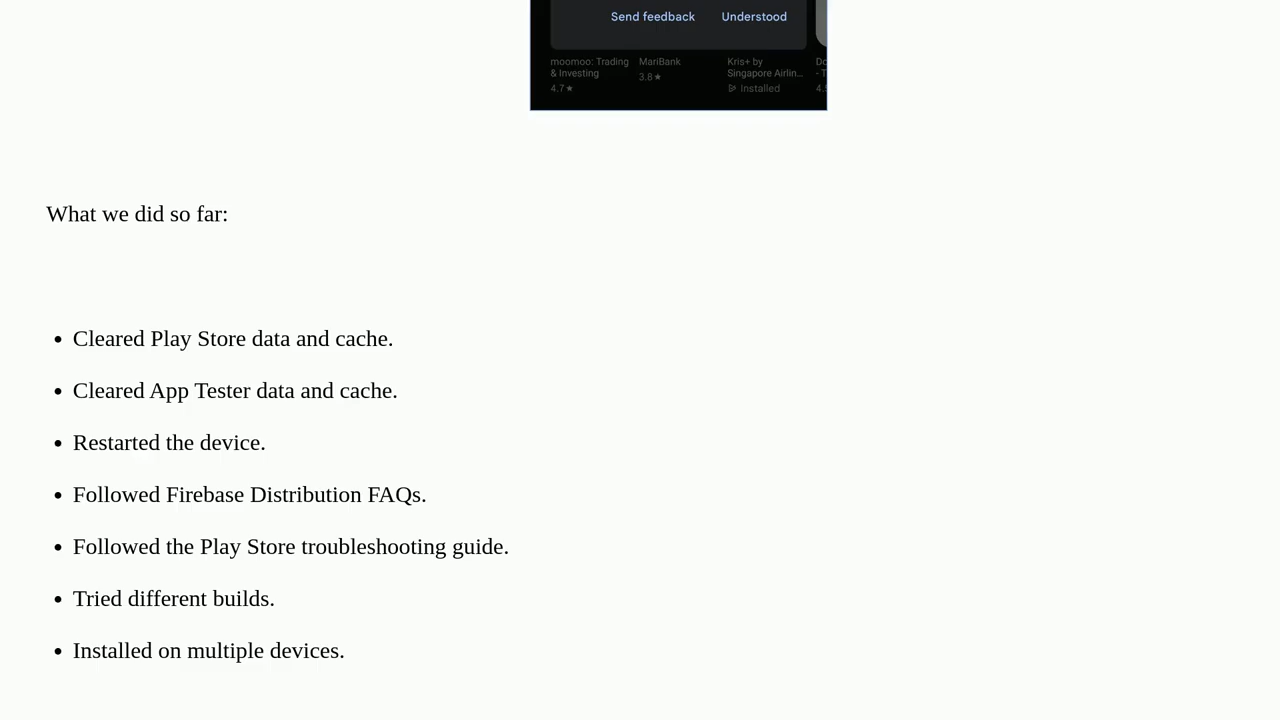 Send feedback Understood
moomoo: Trading MariBank Kris+ by Do
& Investing 3.8★ Singapore Airlin... - T
4.7★ Installed 4.
What we did so far:
• Cleared Play Store data and cache.
• Cleared App Tester data and cache.
• Restarted the device.
• Followed Firebase Distribution FAQs.
• Followed the Play Store troubleshooting guide.
• Tried different builds.
• Installed on multiple devices.